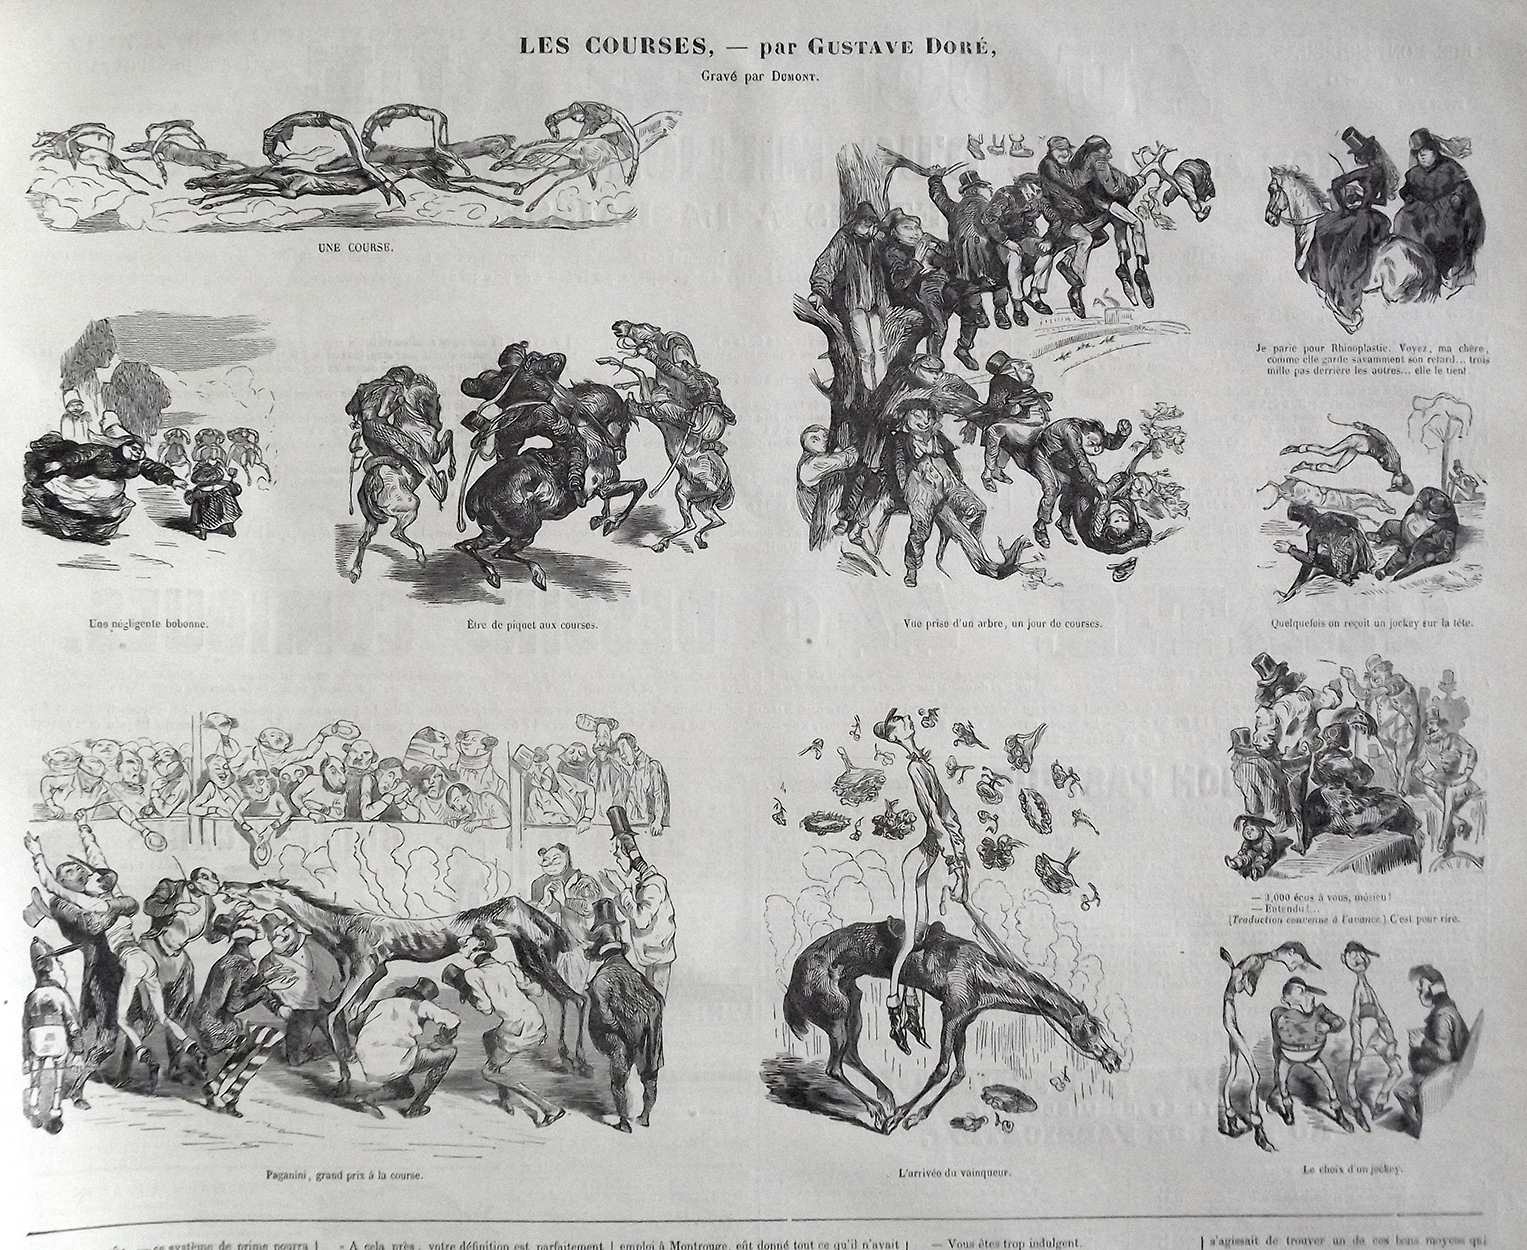 LES COURSES, — par GUSTAVE DORÉ,
Gravé par DUMONT.
UNE COURSE.
Je parie pour Rhinoplastie. Voyez, ma chère,
comme elle garde savamment son retard... trois
mille pas derrière les autres... elle le tient.
Une négligente bobonne.
Être de piquet aux courses.
Vue prise d'un arbre, un jour de courses.
Quelquefois on reçoit un jockey sur la tête.
— 3,000 écus à vous, mósieu!
— Entendu!...
(Traduction convenue à l'avance.) C'est pour rire.
Paganini, grand prix à la course.
L'arrivée du vainqueur.
Le choix d'un jockey.
ce système de prime pourra
- A cela près, votre définition est parfaitement
emploi à Montrouge, eût donné tout ce qu'il n'avait
— Vous êtes trop indulgent.
s'agissait de trouver un de ces bons moyens qui